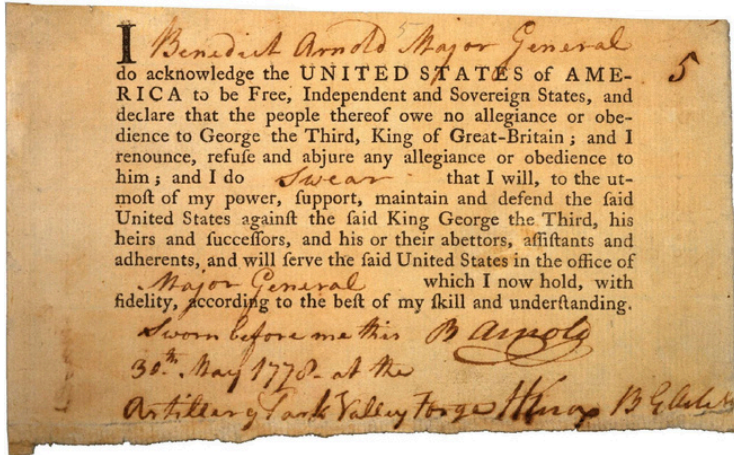 I Benedict Arnold Major General
5
do acknowledge the UNITED STATES of AME-
RICA to be Free, Independent and Sovereign States, and
declare that the people thereof owe no allegiance or obe-
dience to George the Third, King of Great-Britain; and I
renounce, refuſe and abjure any allegiance or obedience to
him; and I do swear that I will, to the ut-
moſt of my power, ſupport, maintain and defend the ſaid
United States againſt the ſaid King George the Third, his
heirs and ſucceſſors, and his or their abettors, aſſiſtants and
adherents, and will ſerve the ſaid United States in the office of
Major General which I now hold, with
fidelity, according to the beſt of my ſkill and underſtanding.
Sworn before me this B Arnold
30th. May 1778 - at the
Artillery Park Valley Forge HKnox B G